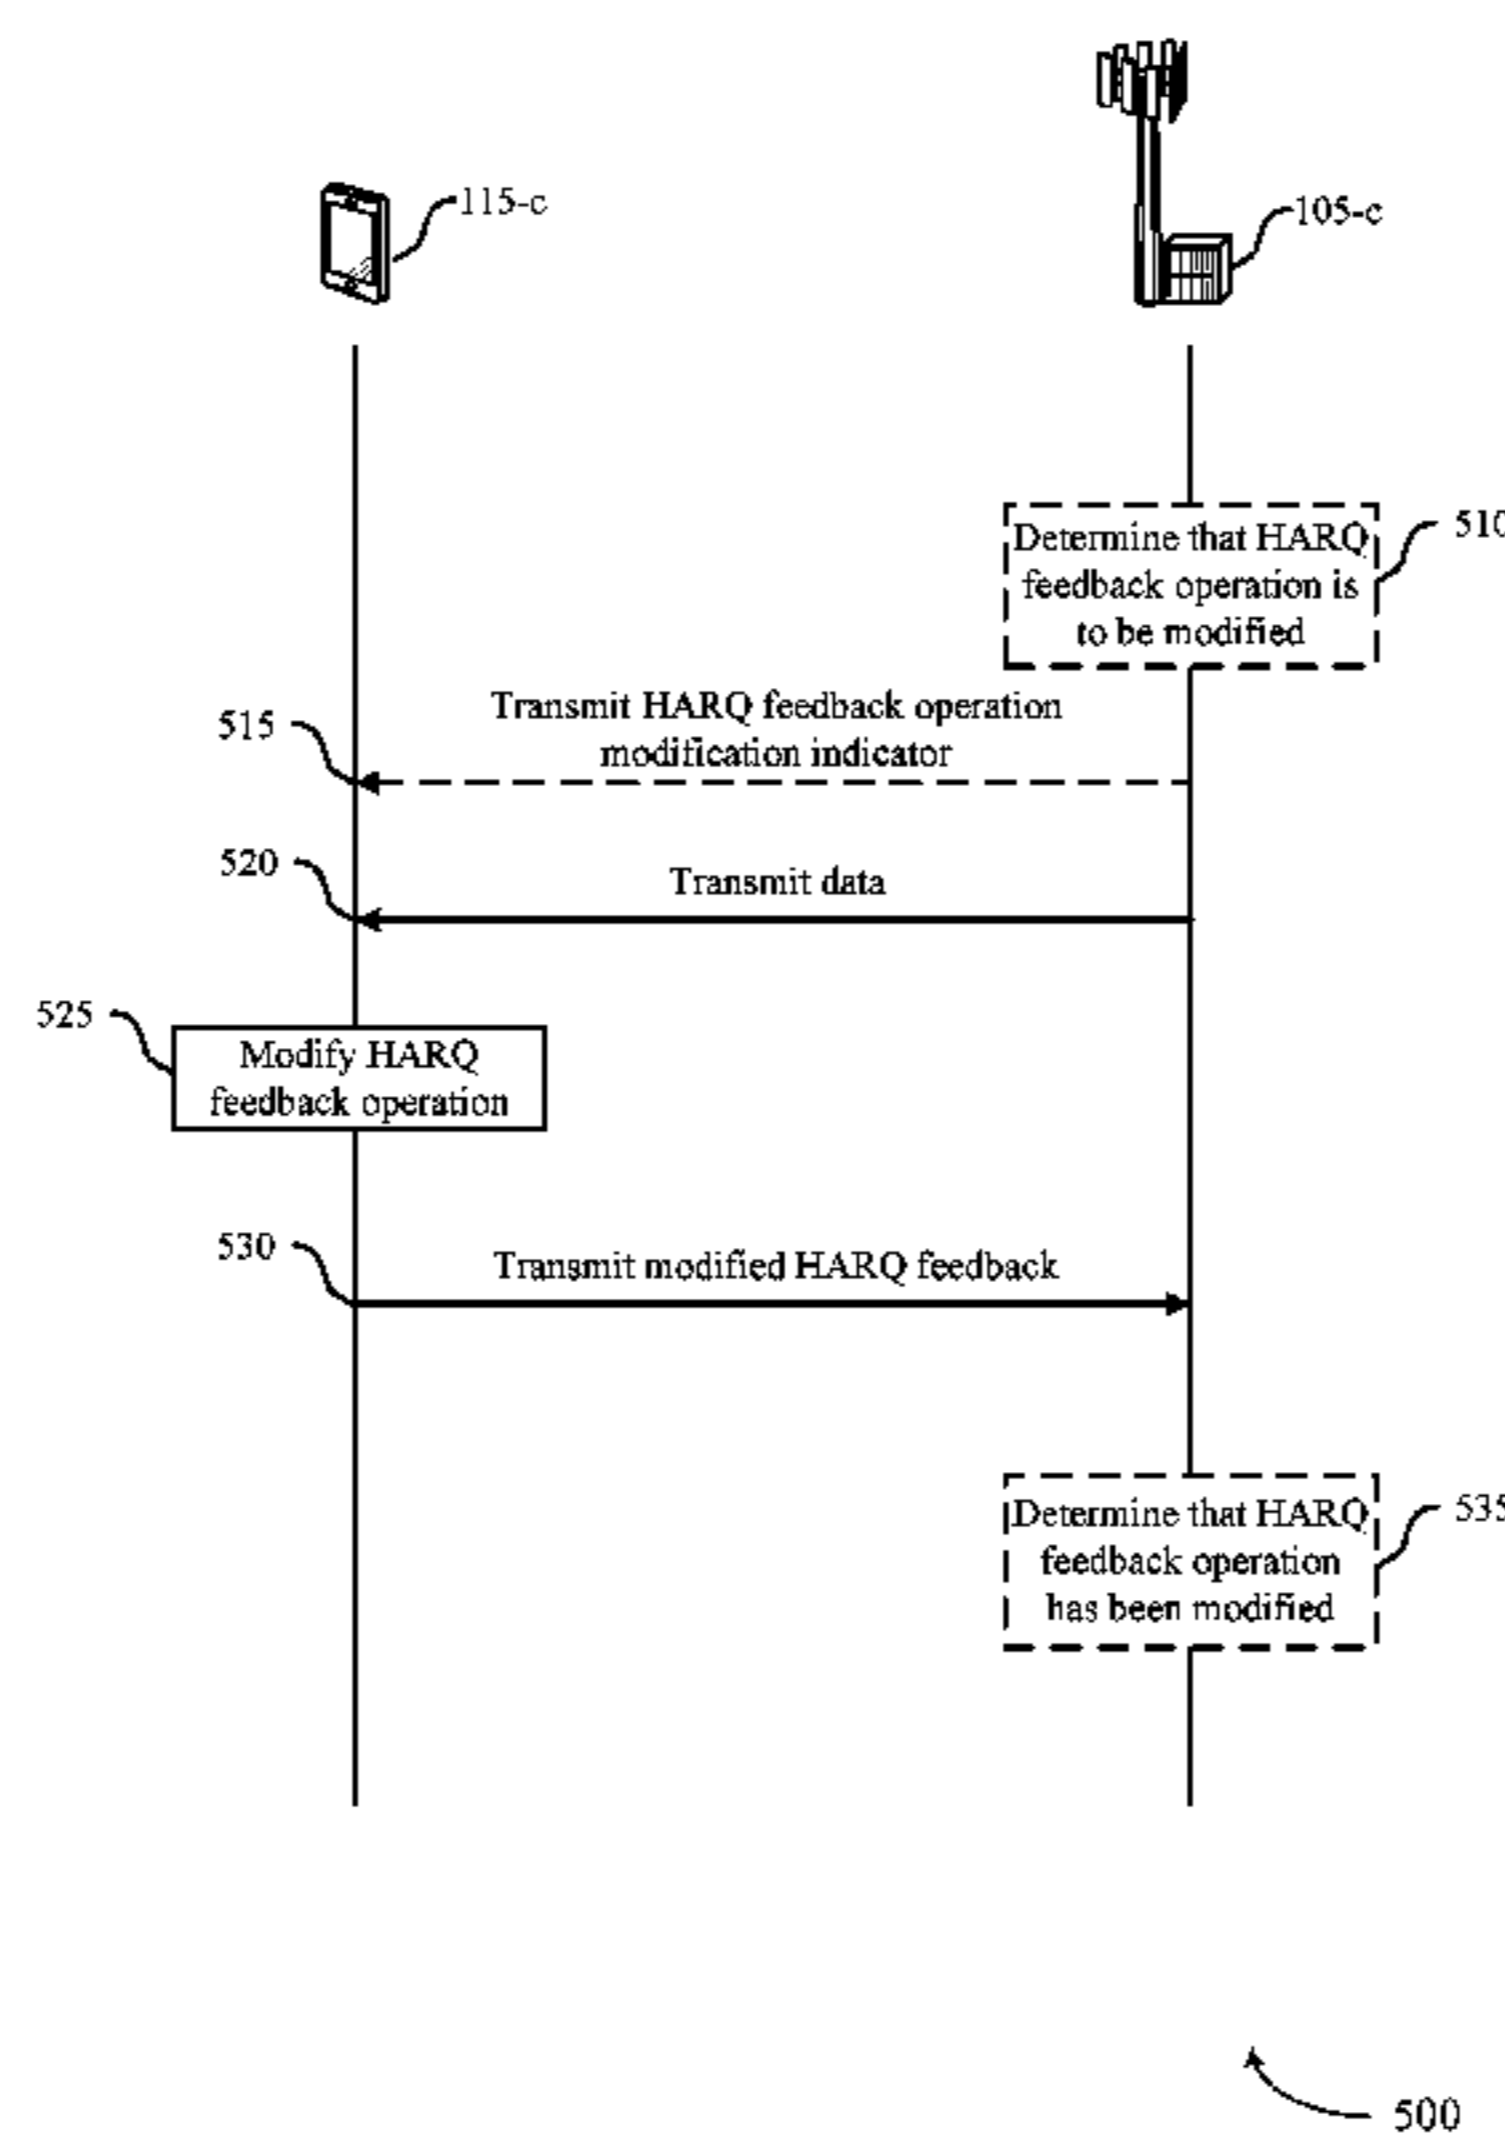 115-c
105-c
Determine that HARQ
feedback operation is
to be modified
510
Transmit HARQ feedback operation
modification indicator
515
520
Transmit data
525
Modify HARQ
feedback operation
530
Transmit modified HARQ feedback
Determine that HARQ
feedback operation
has been modified
535
500